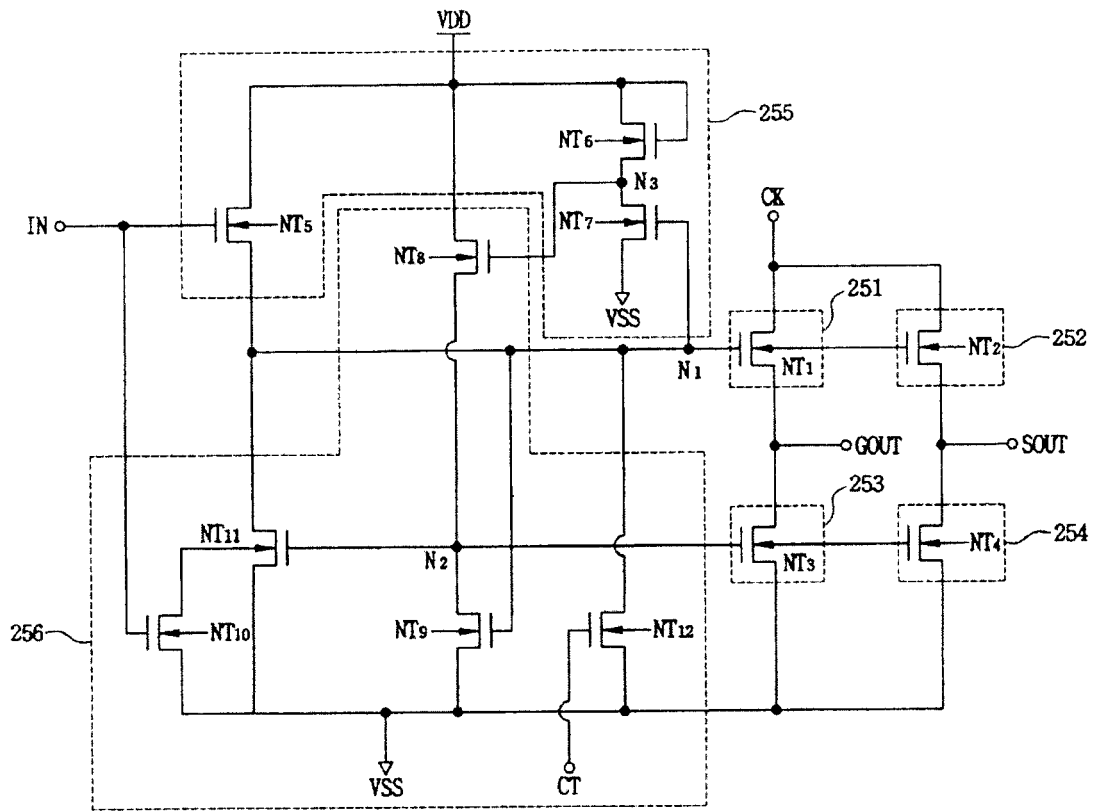 VDD
255
NT6
N3
CK
IN
NT5
NT7
NT8
251
VSS
252
NT1
NT2
N1
GOUT
SOUT
253
NT11
N2
NT3
NT4
254
256
NT10
NT9
NT12
VSS
CT